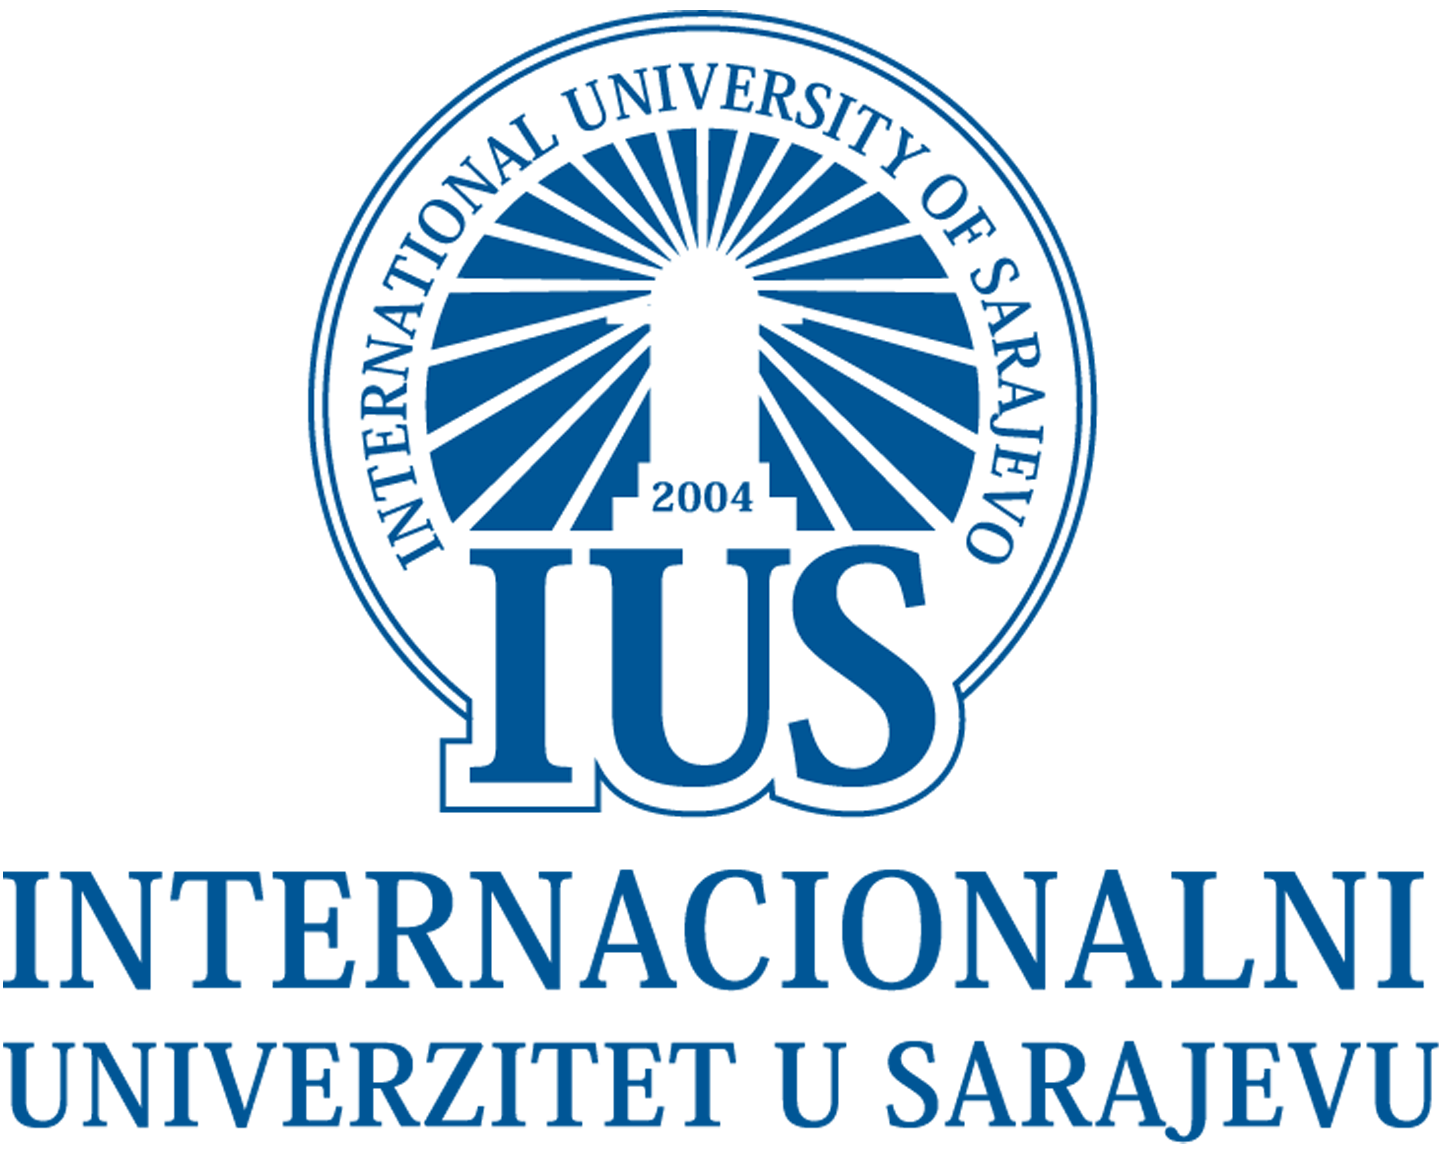 INTERNATIONAL UNIVERSITY OF SARAJEVO
2004
IUS
INTERNACIONALNI
UNIVERZITET U SARAJEVU